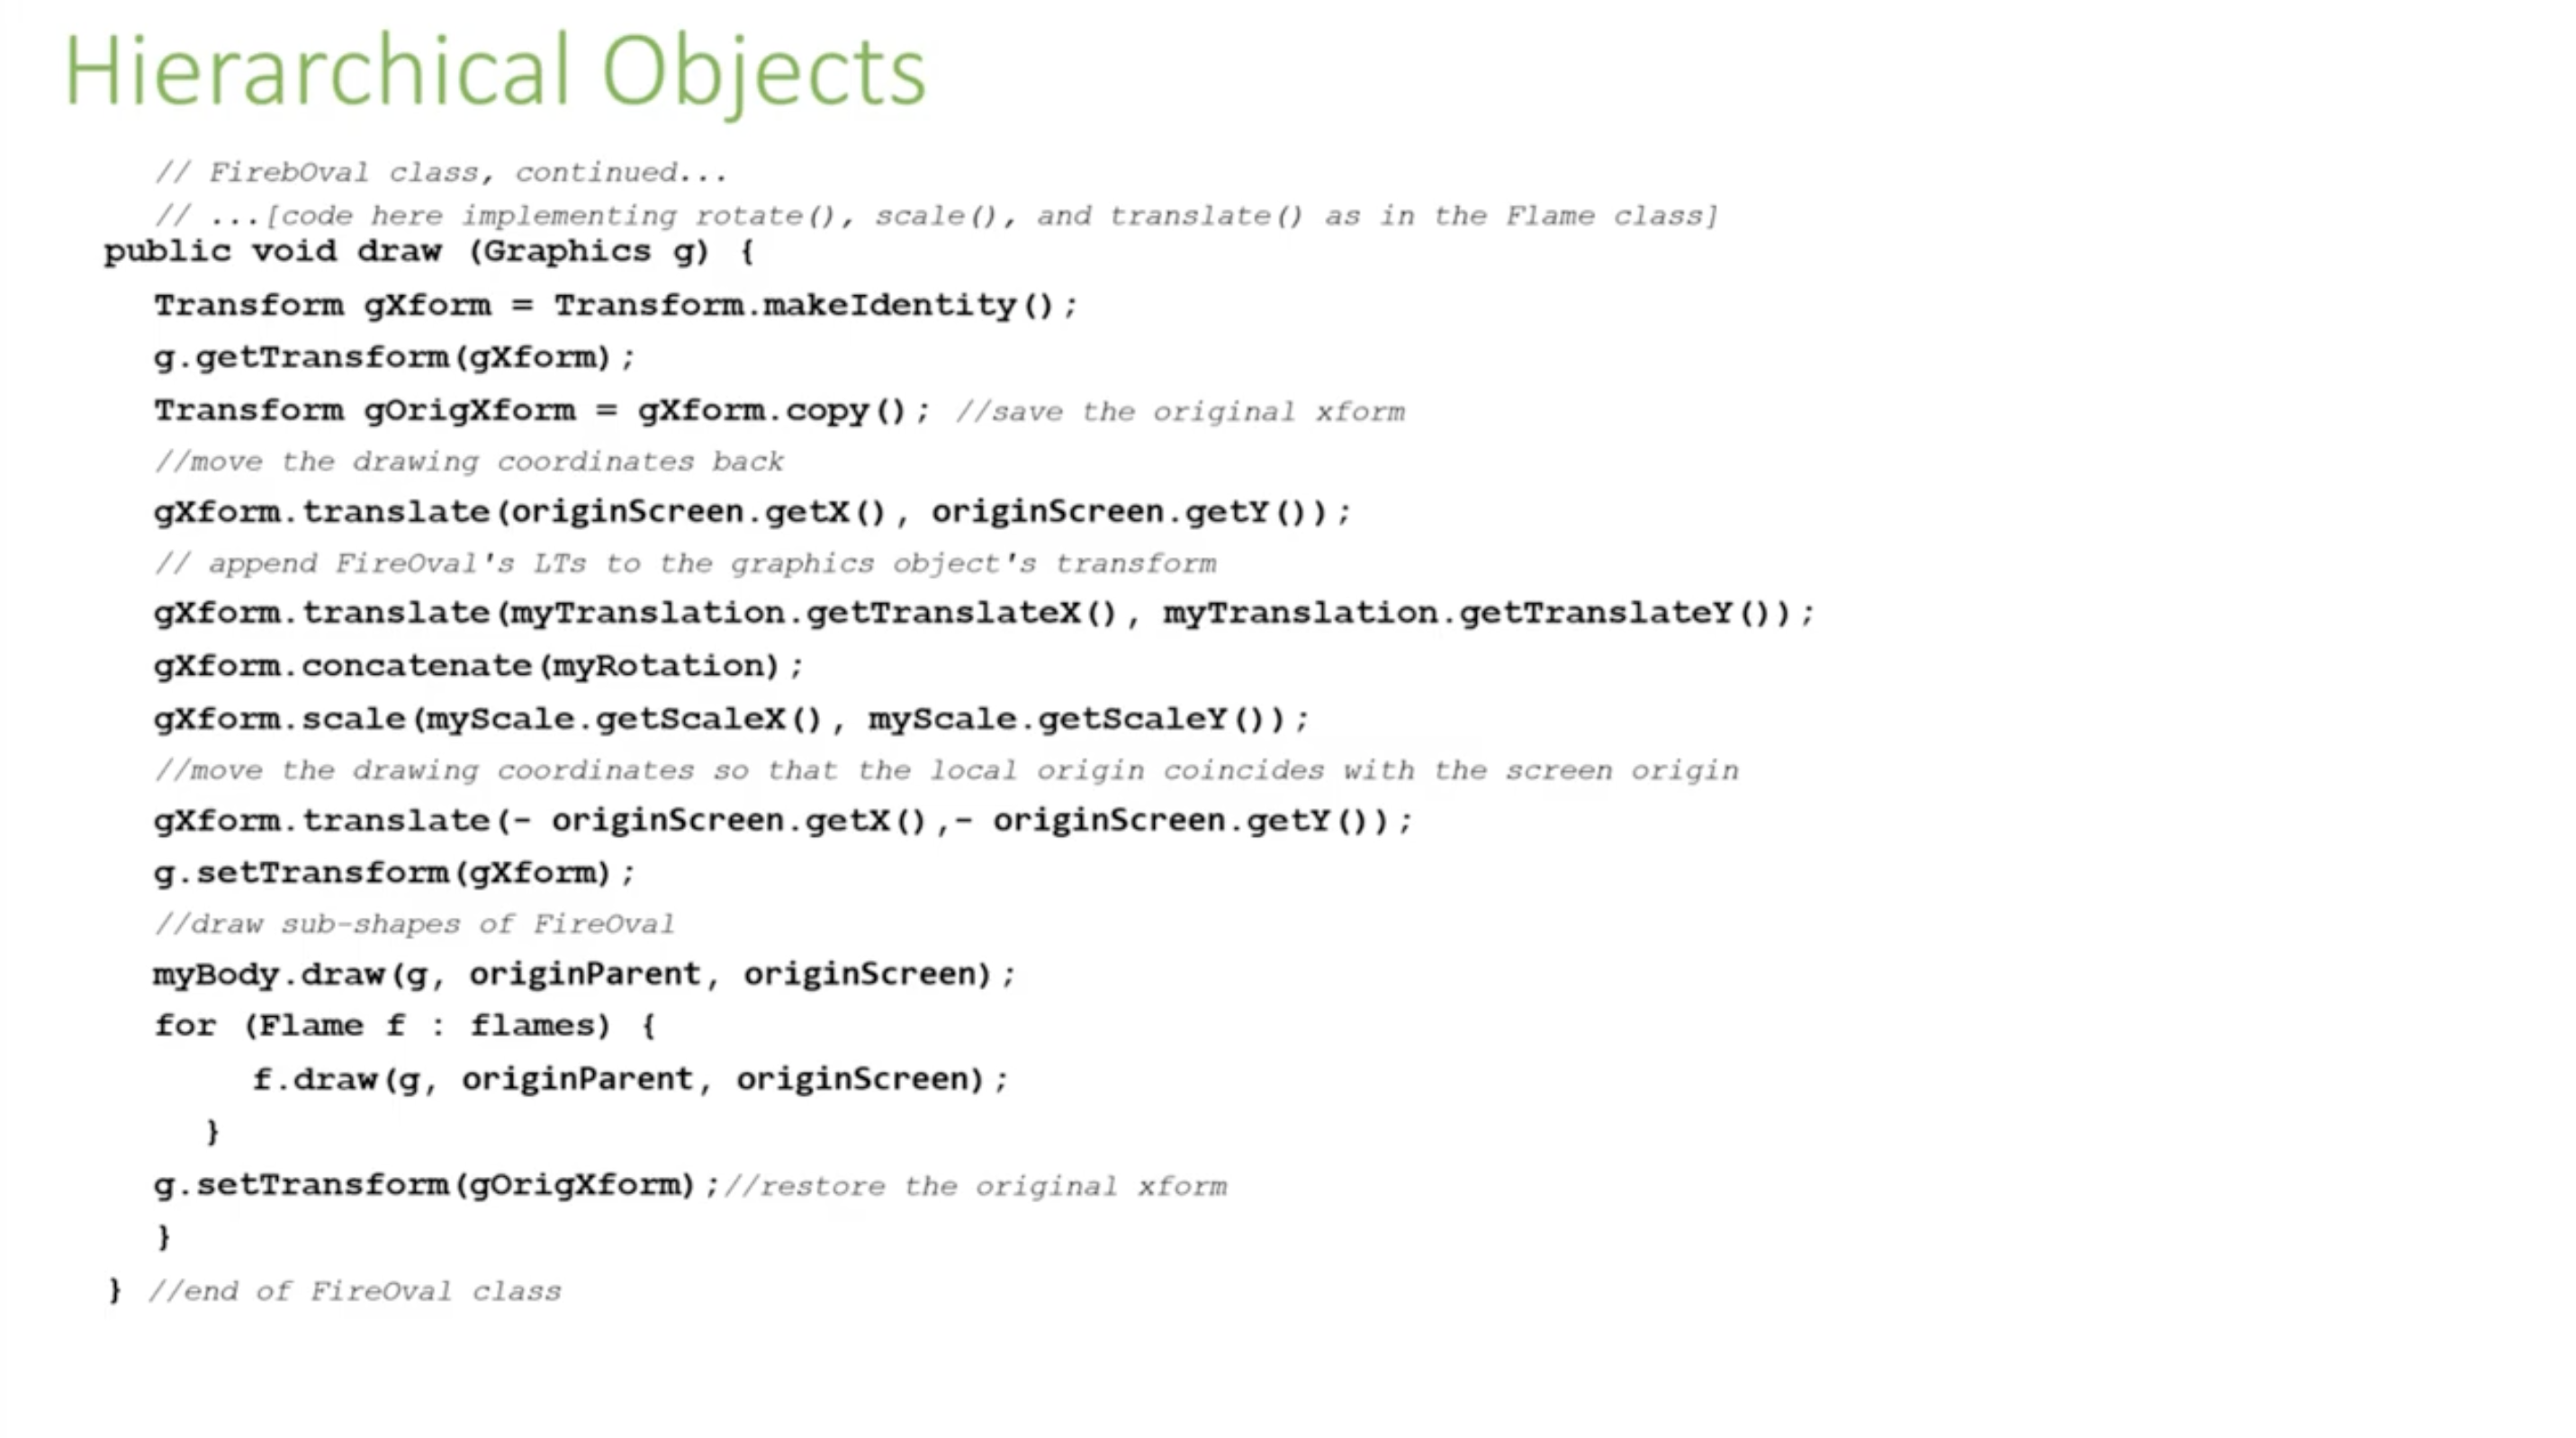 Hierarchical Objects
// FirebOval class, continued...
// ...[code here implementing rotate(), scale(), and translate() as in the Flame class]
public void draw (Graphics g) {
Transform gXform = Transform.makeIdentity();
g.getTransform(gXform);
Transform gOrigXform = gXform.copy(); //save the original xform
//move the drawing coordinates back
gXform.translate(originScreen.getX(), originScreen.getY());
// append FireOval's LTs to the graphics object's transform
gXform.translate(myTranslation.getTranslateX(), myTranslation.getTranslateY());
gXform.concatenate(myRotation);
gXform.scale(myScale.getScaleX(), myScale.getScaleY());
//move the drawing coordinates so that the local origin coincides with the screen origin
gXform.translate(- originScreen.getX(),- originScreen.getY());
g.setTransform(gXform);
//draw sub-shapes of FireOval
myBody.draw(g, originParent, originScreen);
for (Flame f : flames) {
f.draw(g, originParent, originScreen);
}
g.setTransform(gOrigXform);//restore the original xform
}
} //end of FireOval class